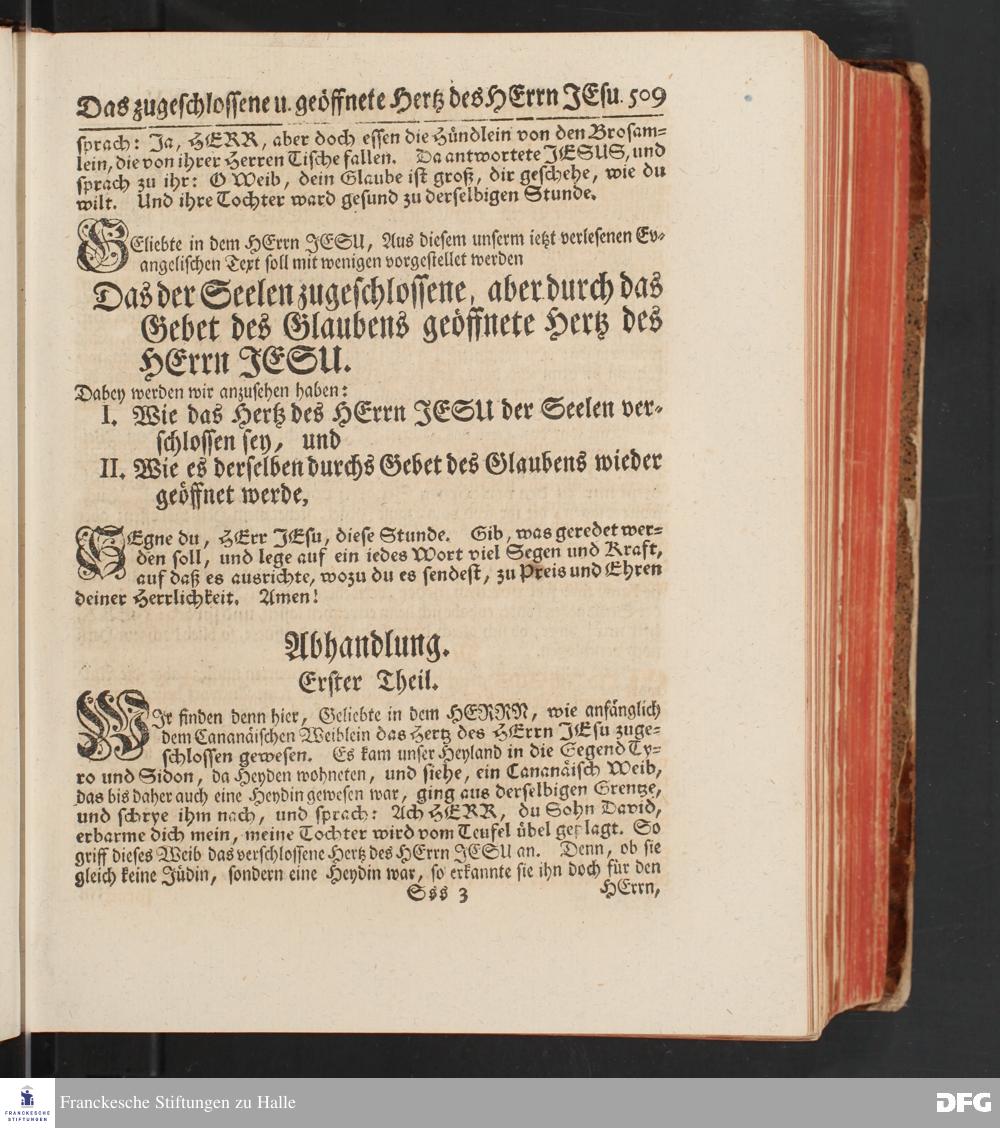 Das zugeschlossene u. geöffnete Hertz des HErrn JEsu. 509
sprach: Ja, HERR, aber doch essen die Hündlein von den Brosam-
lein, die von ihrer Herren Tische fallen. Da antwortete JESUS, und
sprach zu ihr: O Weib, dein Glaube ist groß, dir geschehe, wie du
wilt. Und ihre Tochter ward gesund zu derselbigen Stunde.
GEliebte in dem HErrn JESU, Aus diesem unserm ietzt verlesenen Ev-
angelischen Text soll mit wenigen vorgestellet werden
Das der Seelen zugeschlossene, aber durch das
Gebet des Glaubens geöffnete Hertz des
HErrn JESU.
Dabey werden wir anzusehen haben:
I. Wie das Hertz des HErrn JESU der Seelen ver-
schlossen sey, und
II. Wie es derselben durchs Gebet des Glaubens wieder
geöffnet werde,
SEgne du, HErr JEsu, diese Stunde. Gib, was geredet wer-
den soll, und lege auf ein iedes Wort viel Segen und Kraft,
auf daß es ausrichte, wozu du es sendest, zu Preis und Ehren
deiner Herrlichkeit. Amen!
Abhandlung.
Erster Theil.
WIr finden denn hier, Geliebte in dem HERRN, wie anfänglich
dem Cananäischen Weiblein das Hertz des HErrn JEsu zuge-
schlossen gewesen. Es kam unser Heyland in die Gegend Ty-
ro und Sidon, da Heyden wohneten, und siehe, ein Cananäisch Weib,
das bis daher auch eine Heydin gewesen war, ging aus derselbigen Grentze,
und schrye ihm nach, und sprach: Ach HERR, du Sohn David,
erbarme dich mein, meine Tochter wird vom Teufel übel geplagt. So
griff dieses Weib das verschlossene Hertz des HErrn JESU an. Denn, ob sie
gleich keine Jüdin, sondern eine Heydin war, so erkannte sie ihn doch für den
Sss 3 HErrn,
FRANCKESCHE
STIFTUNGEN
Franckesche Stiftungen zu Halle
DFG